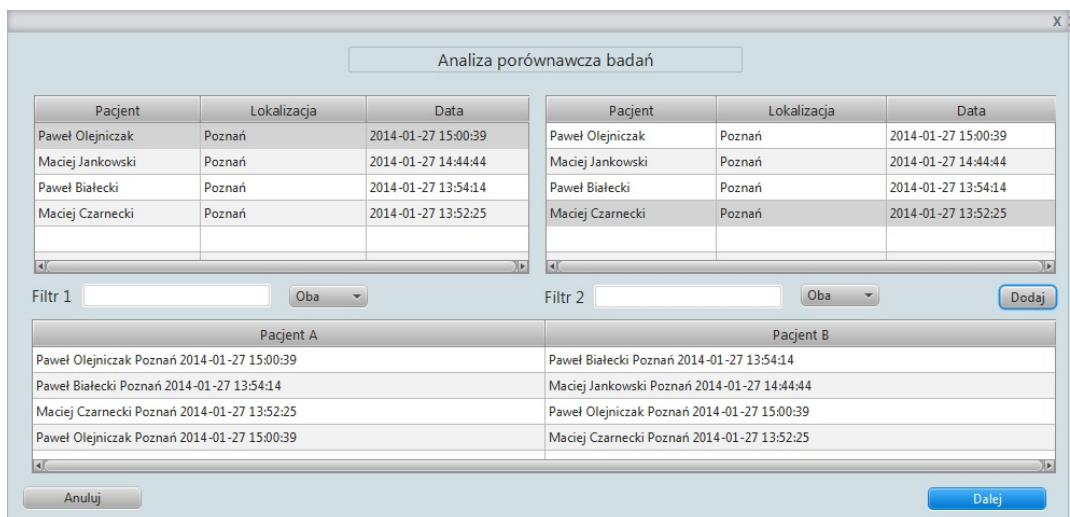 X
Analiza porównawcza badań
Pacjent Lokalizacja Data
Paweł Olejniczak Poznań 2014-01-27 15:00:39
Maciej Jankowski Poznań 2014-01-27 14:44:44
Paweł Białecki Poznań 2014-01-27 13:54:14
Maciej Czarnecki Poznań 2014-01-27 13:52:25
Pacjent Lokalizacja Data
Paweł Olejniczak Poznań 2014-01-27 15:00:39
Maciej Jankowski Poznań 2014-01-27 14:44:44
Paweł Białecki Poznań 2014-01-27 13:54:14
Maciej Czarnecki Poznań 2014-01-27 13:52:25
Filtr 1 Oba Filtr 2 Oba Dodaj
Pacjent A Pacjent B
Paweł Olejniczak Poznań 2014-01-27 15:00:39 Paweł Białecki Poznań 2014-01-27 13:54:14
Paweł Białecki Poznań 2014-01-27 13:54:14 Maciej Jankowski Poznań 2014-01-27 14:44:44
Maciej Czarnecki Poznań 2014-01-27 13:52:25 Paweł Olejniczak Poznań 2014-01-27 15:00:39
Paweł Olejniczak Poznań 2014-01-27 15:00:39 Maciej Czarnecki Poznań 2014-01-27 13:52:25
Anuluj Dalej